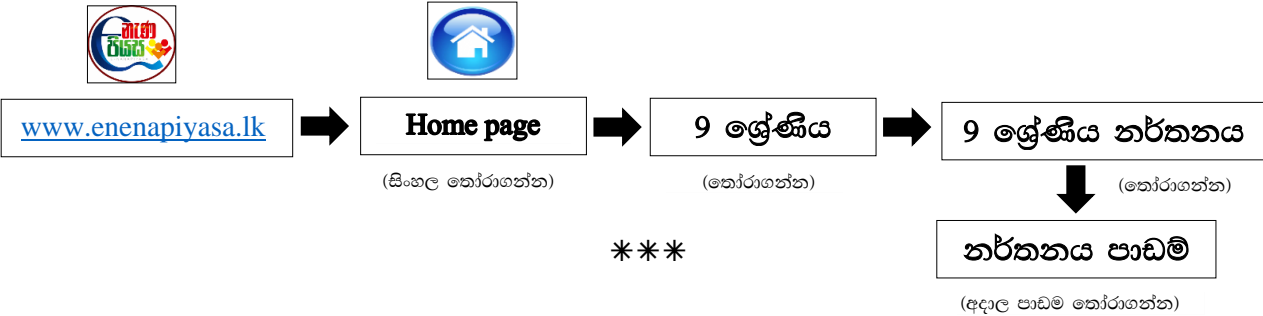 නැණ
පියස
www.enenapiyasa.lk
Home page
(සිංහල තෝරාගන්න)
9 ශ්‍රේණිය
(තෝරාගන්න)
9 ශ්‍රේණිය නර්තනය
(තෝරාගන්න)
නර්තනය පාඩම්
(අදාල පාඩම තෝරාගන්න)
✳✳✳